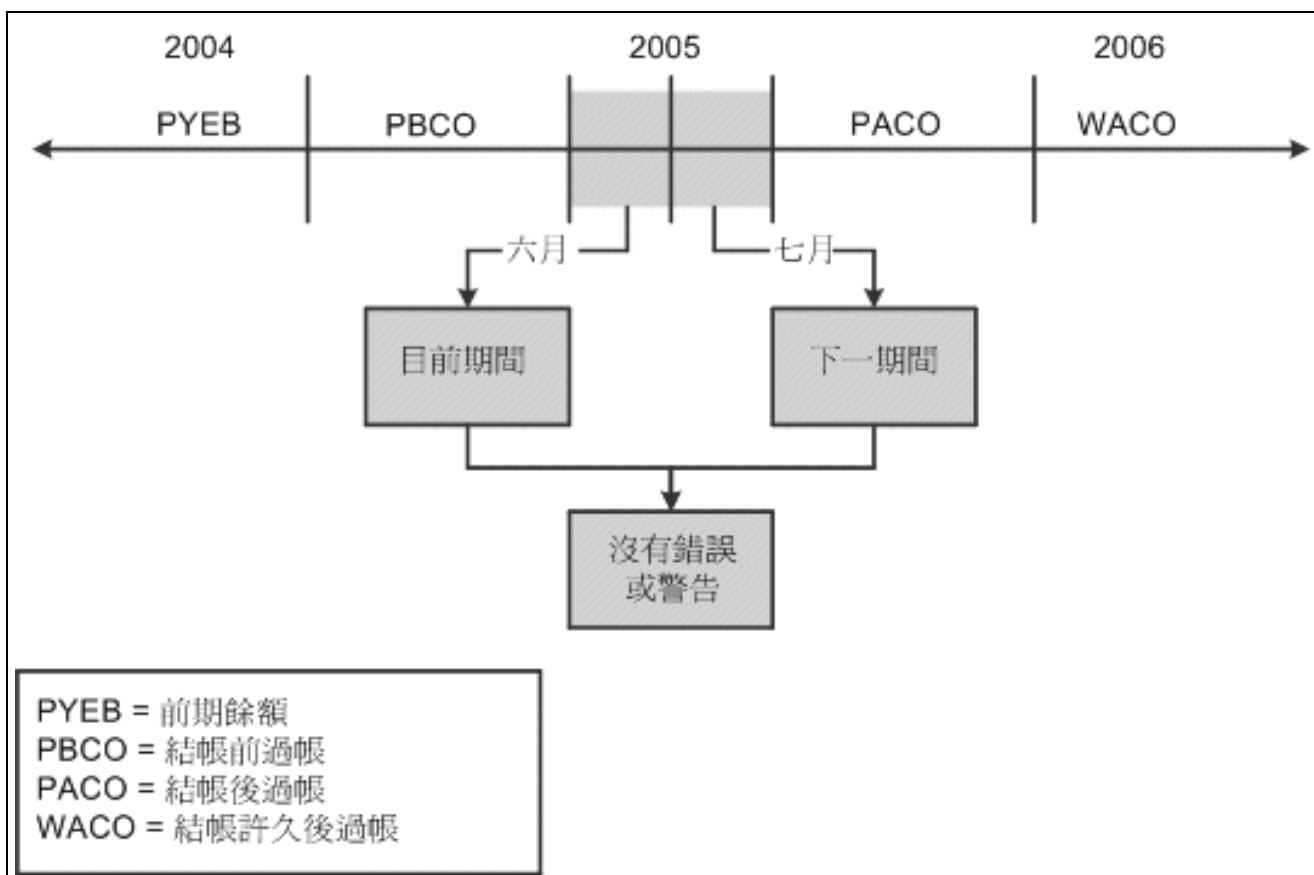 2004 2005 2006
PYEB PBCO PACO WACO
六月 七月
目前期間 下一期間
沒有錯誤
或警告
PYEB = 前期餘額
PBCO = 結帳前過帳
PACO = 結帳後過帳
WACO = 結帳許久後過帳